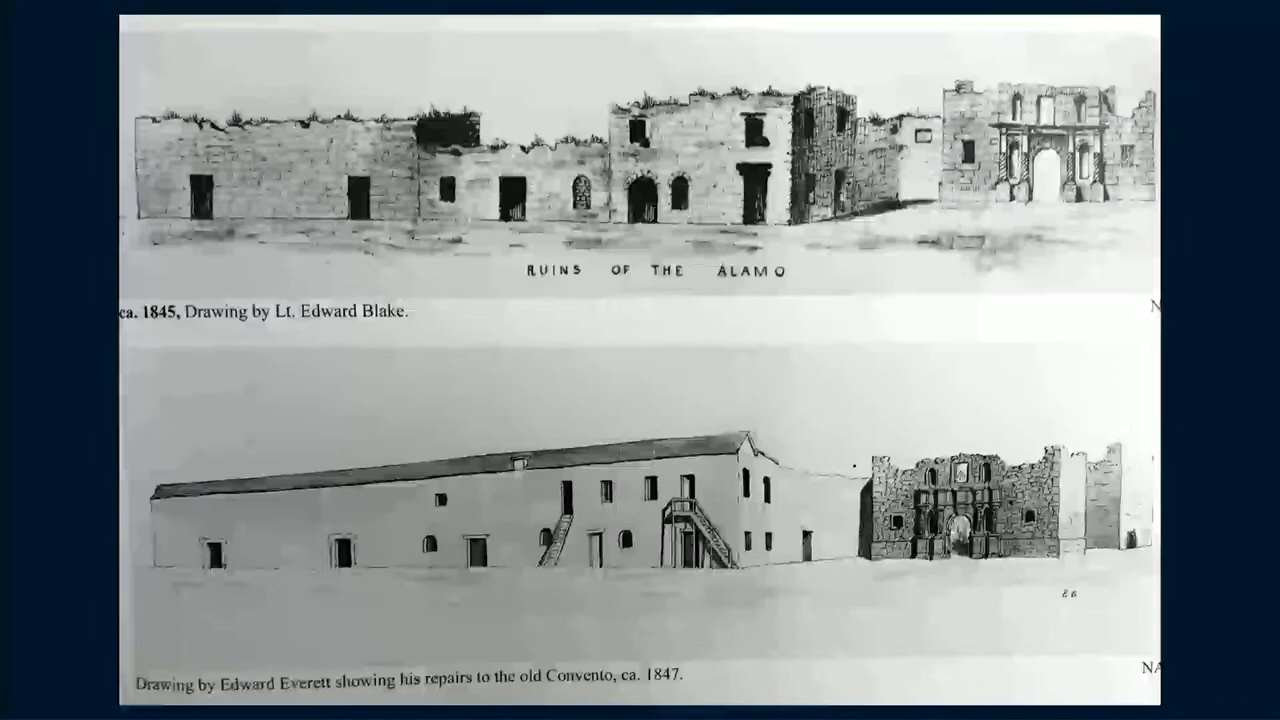 RUINS OF THE ALAMO
ca. 1845, Drawing by Lt. Edward Blake.
N
Drawing by Edward Everett showing his repairs to the old Convento, ca. 1847.
NA